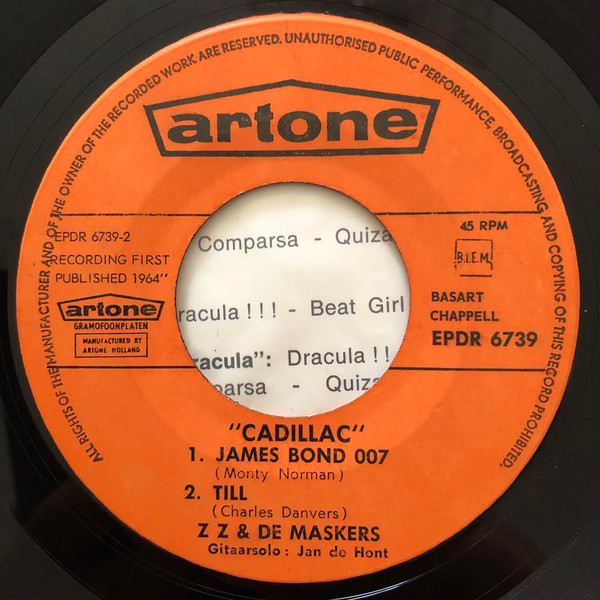 ALL RIGHTS OF THE MANUFACTURER AND OF THE OWNER OF THE RECORDED WORK ARE RESERVED. UNAUTHORISED PUBLIC PERFORMANCE, BROADCASTING AND COPYING OF THIS RECORD PROHIBITED.
artone
EPDR 6739-2
RECORDING FIRST
PUBLISHED 1964"
artone
GRAMOFOONPLATEN
MANUFACTURED BY
ARTONE HOLLAND
Comparsa - Quiza
racula!!! - Beat Girl
racula": Dracula!!
parsa - Quiza
45 RPM
B.I.E.M.
BASART
CHAPPELL
EPDR 6739
"CADILLAC"
1. JAMES BOND 007
(Monty Norman)
2. TILL
(Charles Danvers)
Z Z & DE MASKERS
Gitaarsolo: Jan de Hont